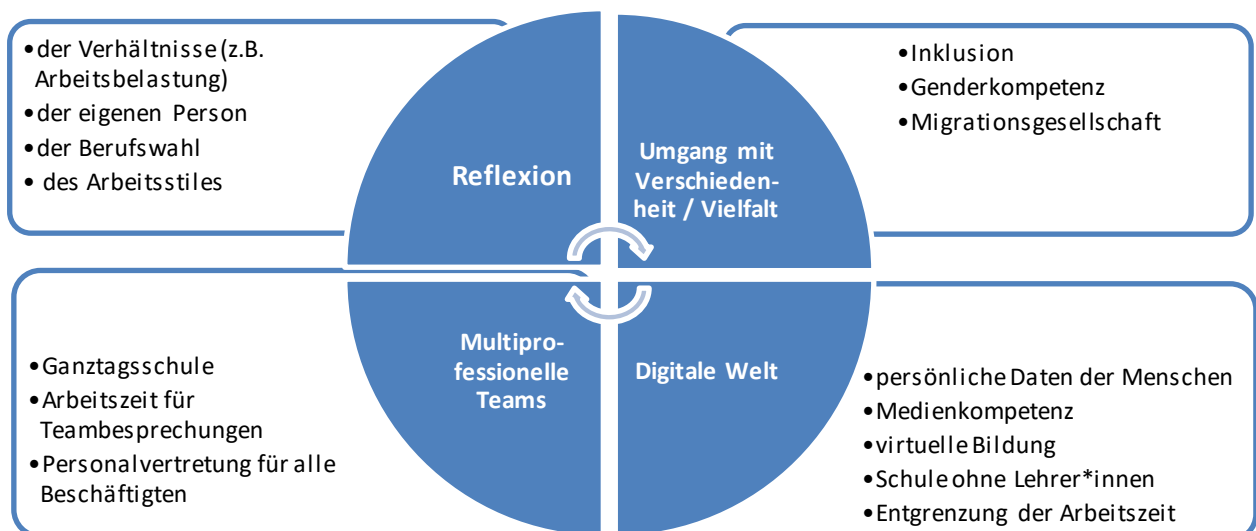 •der Verhältnisse (z.B.
Arbeitsbelastung)
•der eigenen Person
•der Berufswahl
• des Arbeitsstiles
Reflexion
Umgang mit
Verschieden-
heit / Vielfalt
•Inklusion
•Genderkompetenz
•Migrationsgesellschaft
•Ganztagsschule
•Arbeitszeit für
Teambesprechungen
•Personalvertretung für alle
Beschäftigten
Multipro-
fessionelle
Teams
Digitale Welt
•persönliche Daten der Menschen
•Medienkompetenz
•virtuelle Bildung
•Schule ohne Lehrer*innen
•Entgrenzung der Arbeitszeit